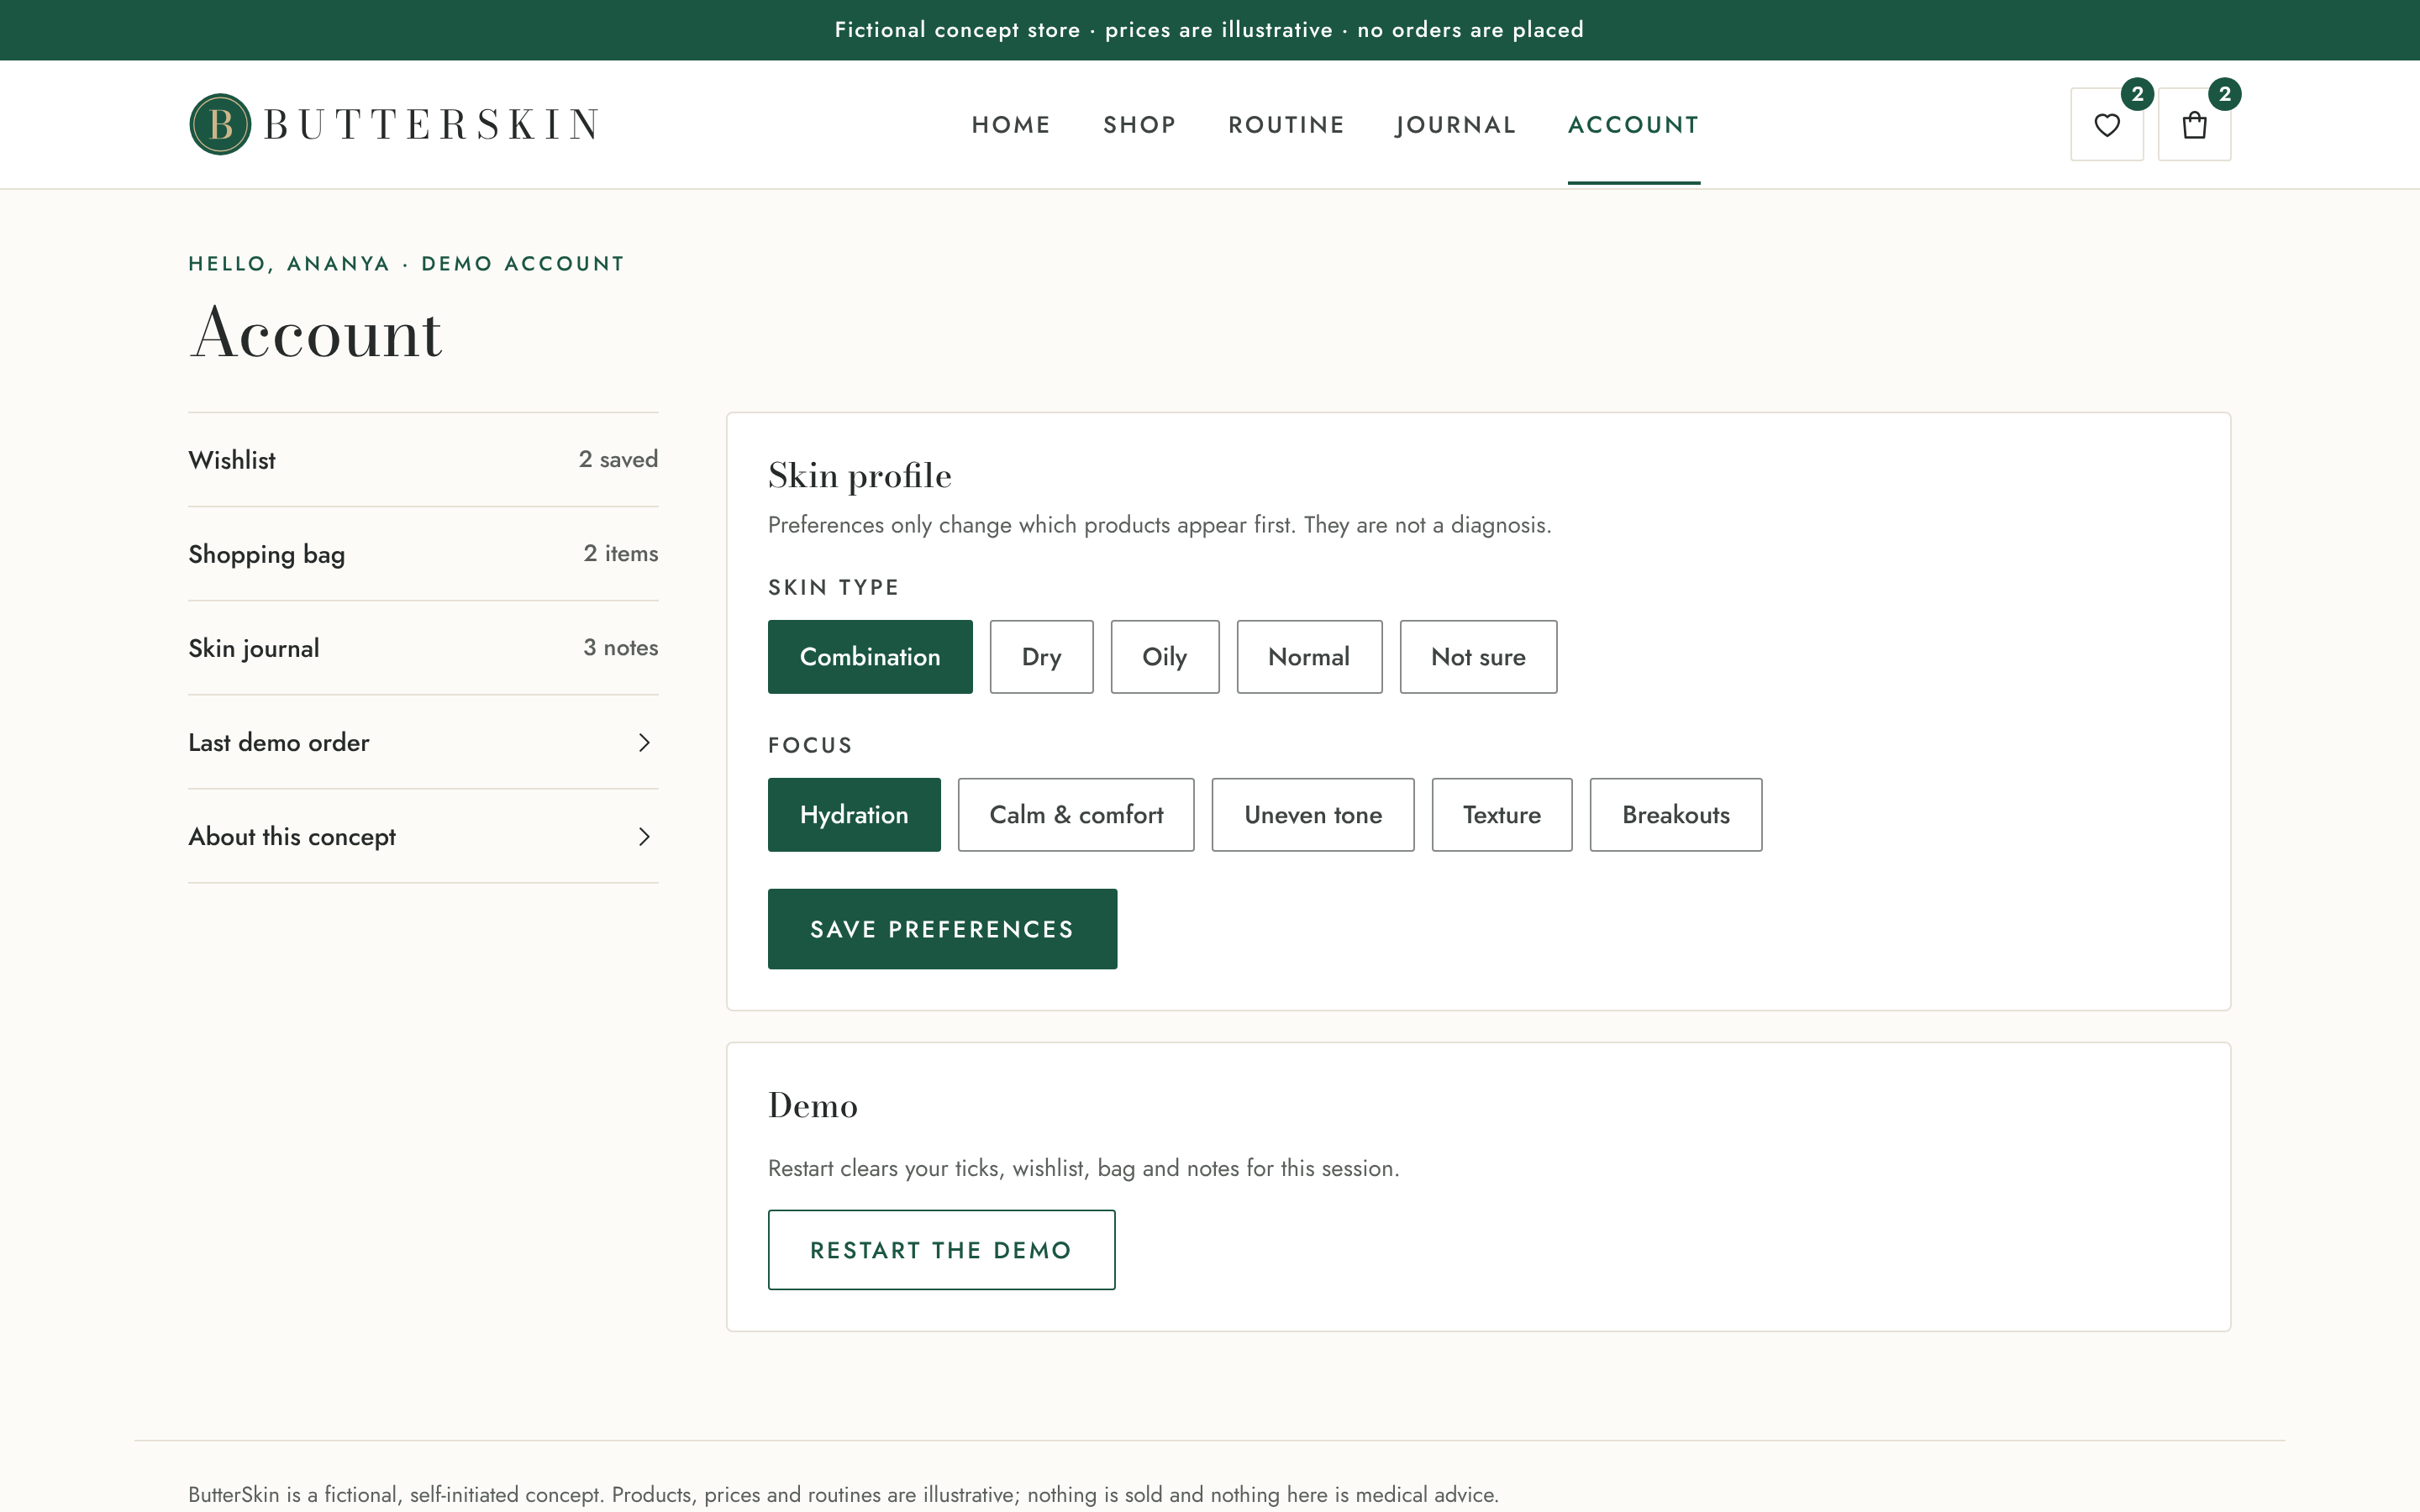 Fictional concept store · prices are illustrative · no orders are placed
B BUTTERSKIN
HOME SHOP ROUTINE JOURNAL ACCOUNT
2 2
HELLO, ANANYA · DEMO ACCOUNT
Account
Wishlist 2 saved
Shopping bag 2 items
Skin journal 3 notes
Last demo order
About this concept
Skin profile
Preferences only change which products appear first. They are not a diagnosis.
SKIN TYPE
Combination Dry Oily Normal Not sure
FOCUS
Hydration Calm & comfort Uneven tone Texture Breakouts
SAVE PREFERENCES
Demo
Restart clears your ticks, wishlist, bag and notes for this session.
RESTART THE DEMO
ButterSkin is a fictional, self-initiated concept. Products, prices and routines are illustrative; nothing is sold and nothing here is medical advice.